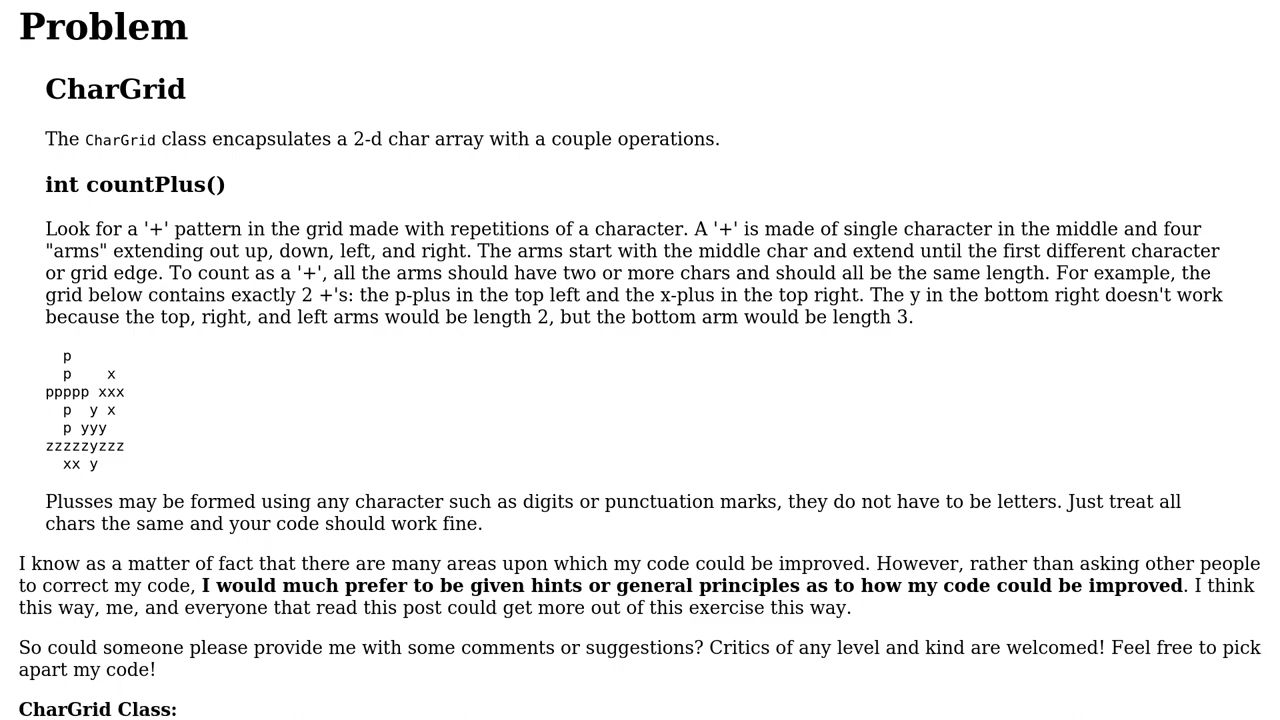 Problem
CharGrid
The CharGrid class encapsulates a 2-d char array with a couple operations.
int countPlus()
Look for a '+' pattern in the grid made with repetitions of a character. A '+' is made of single character in the middle and four
"arms" extending out up, down, left, and right. The arms start with the middle char and extend until the first different character
or grid edge. To count as a '+', all the arms should have two or more chars and should all be the same length. For example, the
grid below contains exactly 2 +'s: the p-plus in the top left and the x-plus in the top right. The y in the bottom right doesn't work
because the top, right, and left arms would be length 2, but the bottom arm would be length 3.
  p
  p    x
ppppp xxx
  p  y x
  p yyy
zzzzzyzzz
  xx y
Plusses may be formed using any character such as digits or punctuation marks, they do not have to be letters. Just treat all
chars the same and your code should work fine.
I know as a matter of fact that there are many areas upon which my code could be improved. However, rather than asking other people
to correct my code, I would much prefer to be given hints or general principles as to how my code could be improved. I think
this way, me, and everyone that read this post could get more out of this exercise this way.
So could someone please provide me with some comments or suggestions? Critics of any level and kind are welcomed! Feel free to pick
apart my code!
CharGrid Class: